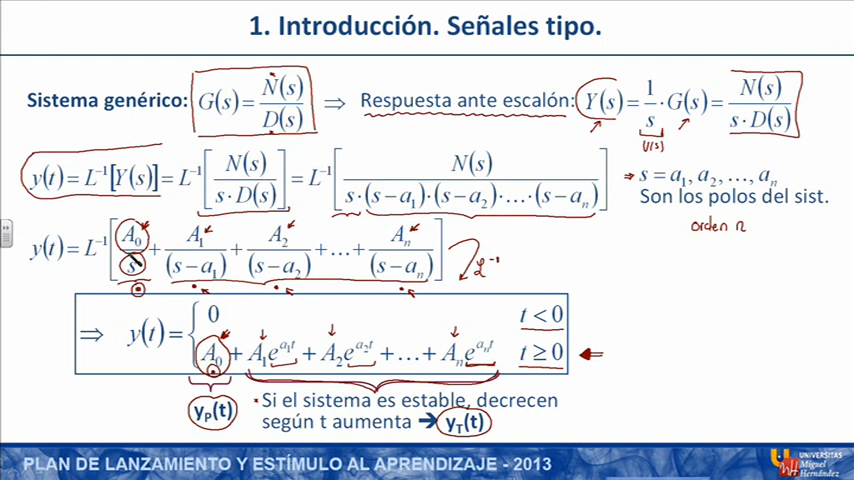 1. Introducción. Señales tipo.
Sistema genérico: G(s) = N(s) / D(s) ⇒ Respuesta ante escalón: Y(s) = 1/s · G(s) = N(s) / (s · D(s))
U(s)
y(t) = L⁻¹[Y(s)] = L⁻¹[N(s) / (s · D(s))] = L⁻¹[N(s) / (s · (s − a₁) · (s − a₂) · … · (s − aₙ))]
s = a₁, a₂, …, aₙ
Son los polos del sist.
orden n
y(t) = L⁻¹[A₀/s + A₁/(s − a₁) + A₂/(s − a₂) + … + Aₙ/(s − aₙ)]
ℒ⁻¹
⇒ y(t) = { 0 t < 0
A₀ + A₁e^(a₁t) + A₂e^(a₂t) + … + Aₙe^(aₙt) t ≥ 0
y_P(t)
Si el sistema es estable, decrecen
según t aumenta ➔ y_T(t)
PLAN DE LANZAMIENTO Y ESTÍMULO AL APRENDIZAJE - 2013
UNIVERSITAS
Miguel
Hernández